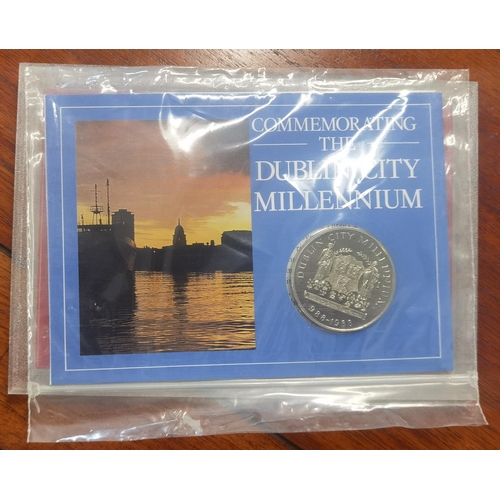 COMMEMORATING
THE
DUBLIN CITY
MILLENNIUM
DUBLIN CITY MILLENNIUM
988-1988